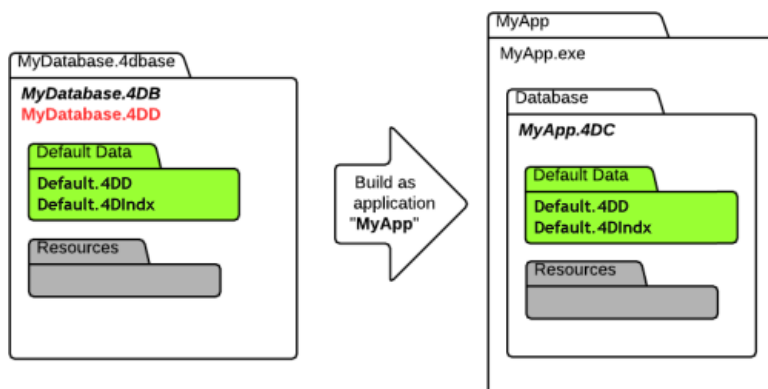 MyDatabase.4dbase
MyDatabase.4DB
MyDatabase.4DD
Default Data
Default.4DD
Default.4DIndx
Resources
Build as
application
"MyApp"
MyApp
MyApp.exe
Database
MyApp.4DC
Default Data
Default.4DD
Default.4DIndx
Resources